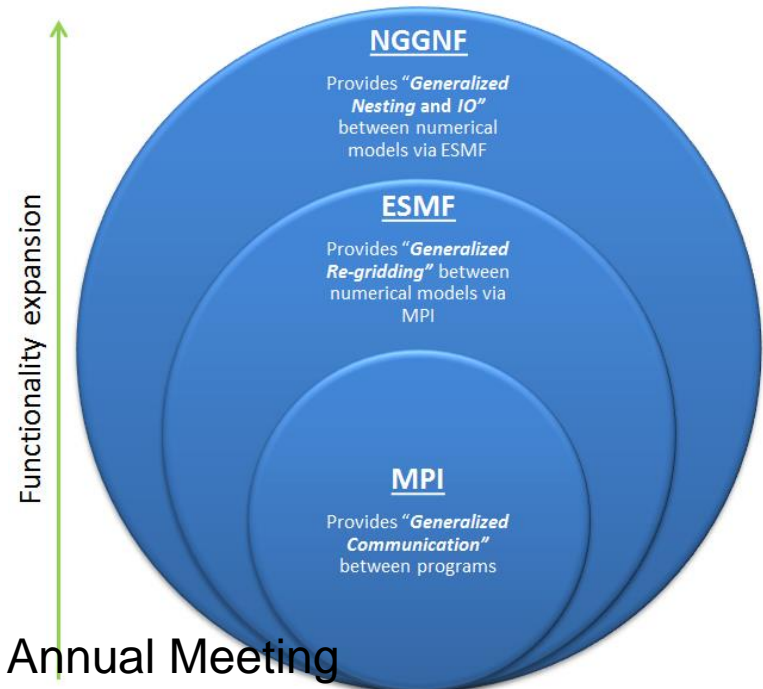 NGGNF
Provides “Generalized
Nesting and IO”
between numerical
models via ESMF
ESMF
Provides “Generalized
Re-gridding” between
numerical models via
MPI
MPI
Provides “Generalized
Communication”
between programs
Functionality expansion
Annual Meeting